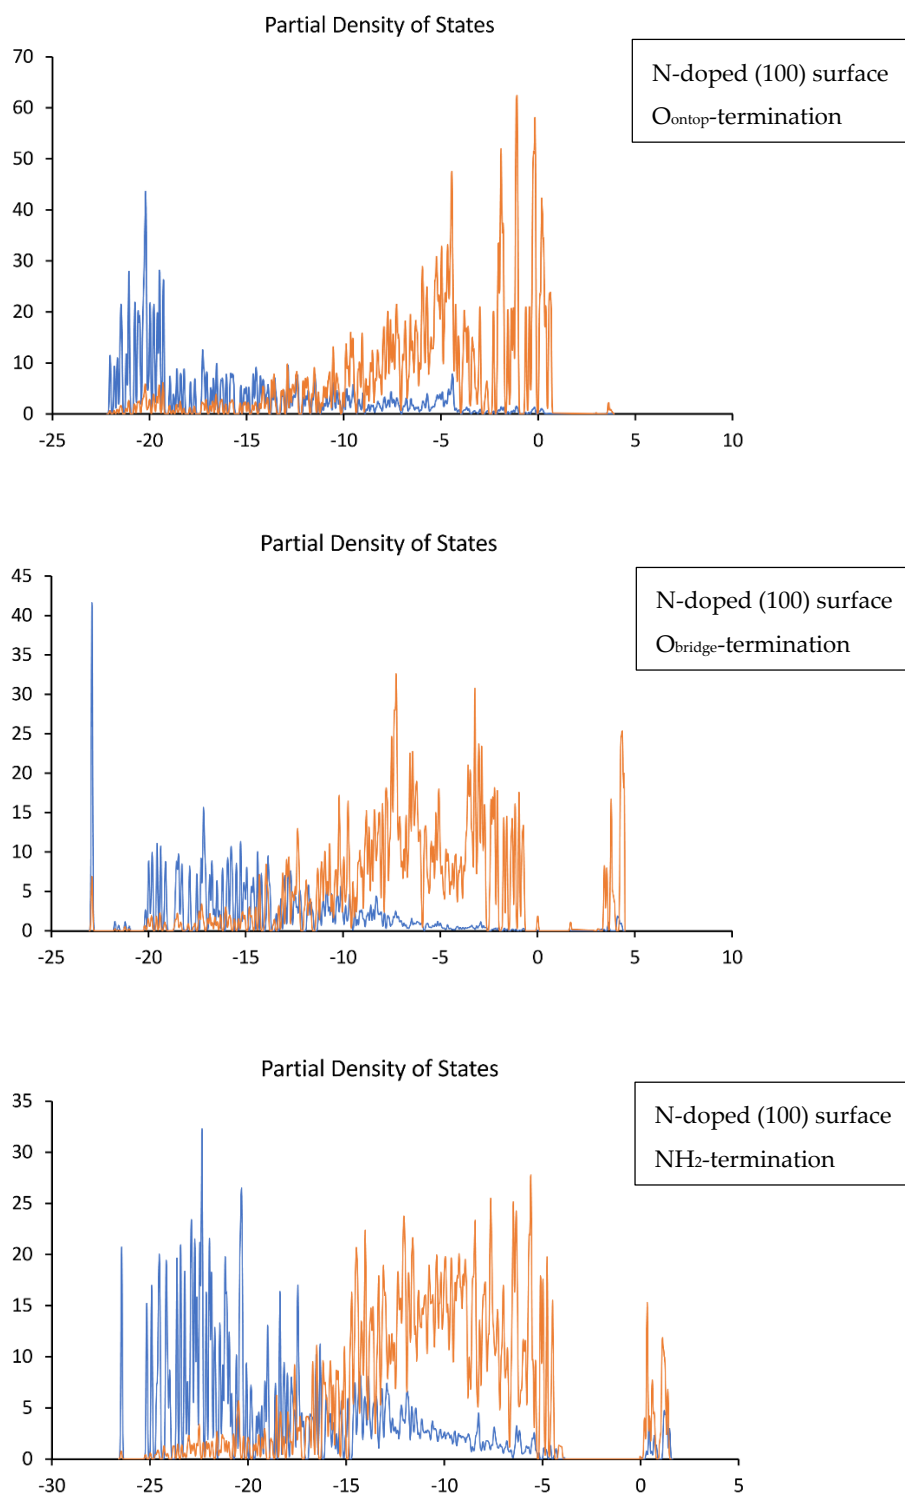 Partial Density of States
N-doped (100) surface
Oontop-termination
70
60
50
40
30
20
10
0
-25 -20 -15 -10 -5 0 5 10
Partial Density of States
N-doped (100) surface
Obridge-termination
45
40
35
30
25
20
15
10
5
0
-25 -20 -15 -10 -5 0 5 10
Partial Density of States
N-doped (100) surface
NH2-termination
35
30
25
20
15
10
5
0
-30 -25 -20 -15 -10 -5 0 5